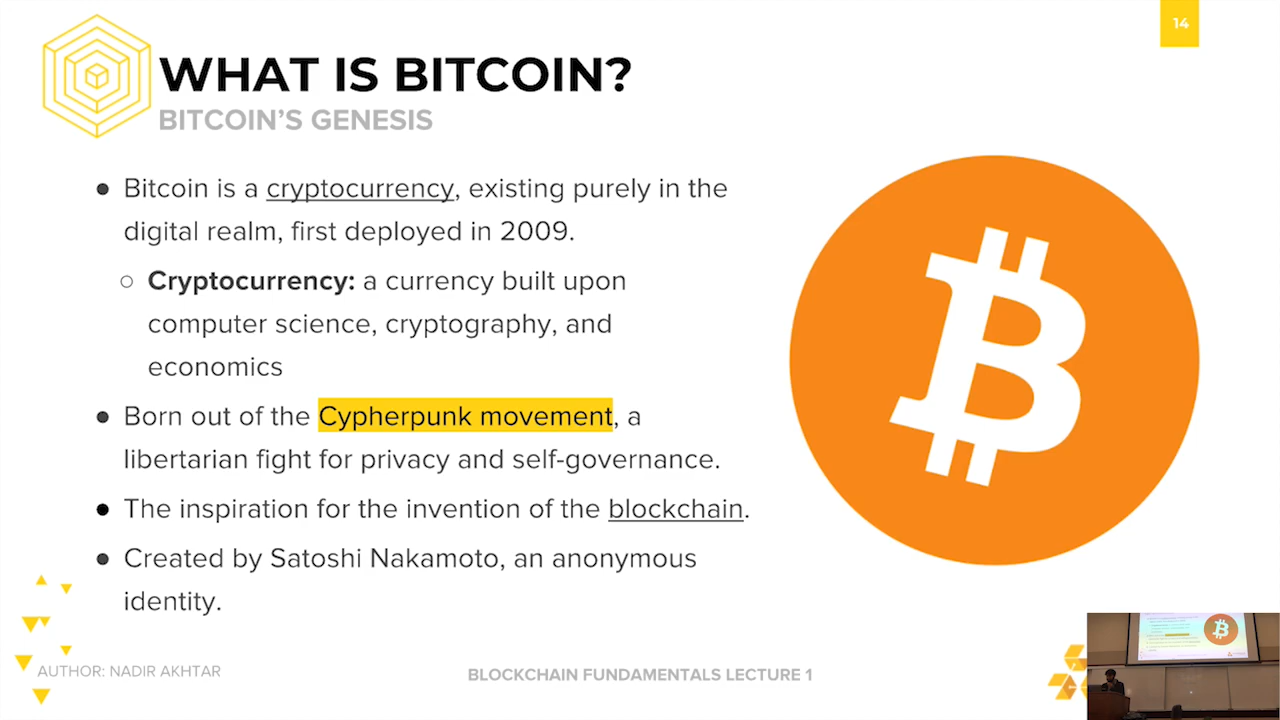 14
WHAT IS BITCOIN?
BITCOIN'S GENESIS
● Bitcoin is a cryptocurrency, existing purely in the
digital realm, first deployed in 2009.
○ Cryptocurrency: a currency built upon
computer science, cryptography, and
economics
● Born out of the Cypherpunk movement, a
libertarian fight for privacy and self-governance.
● The inspiration for the invention of the blockchain.
● Created by Satoshi Nakamoto, an anonymous
identity.
AUTHOR: NADIR AKHTAR
BLOCKCHAIN FUNDAMENTALS LECTURE 1